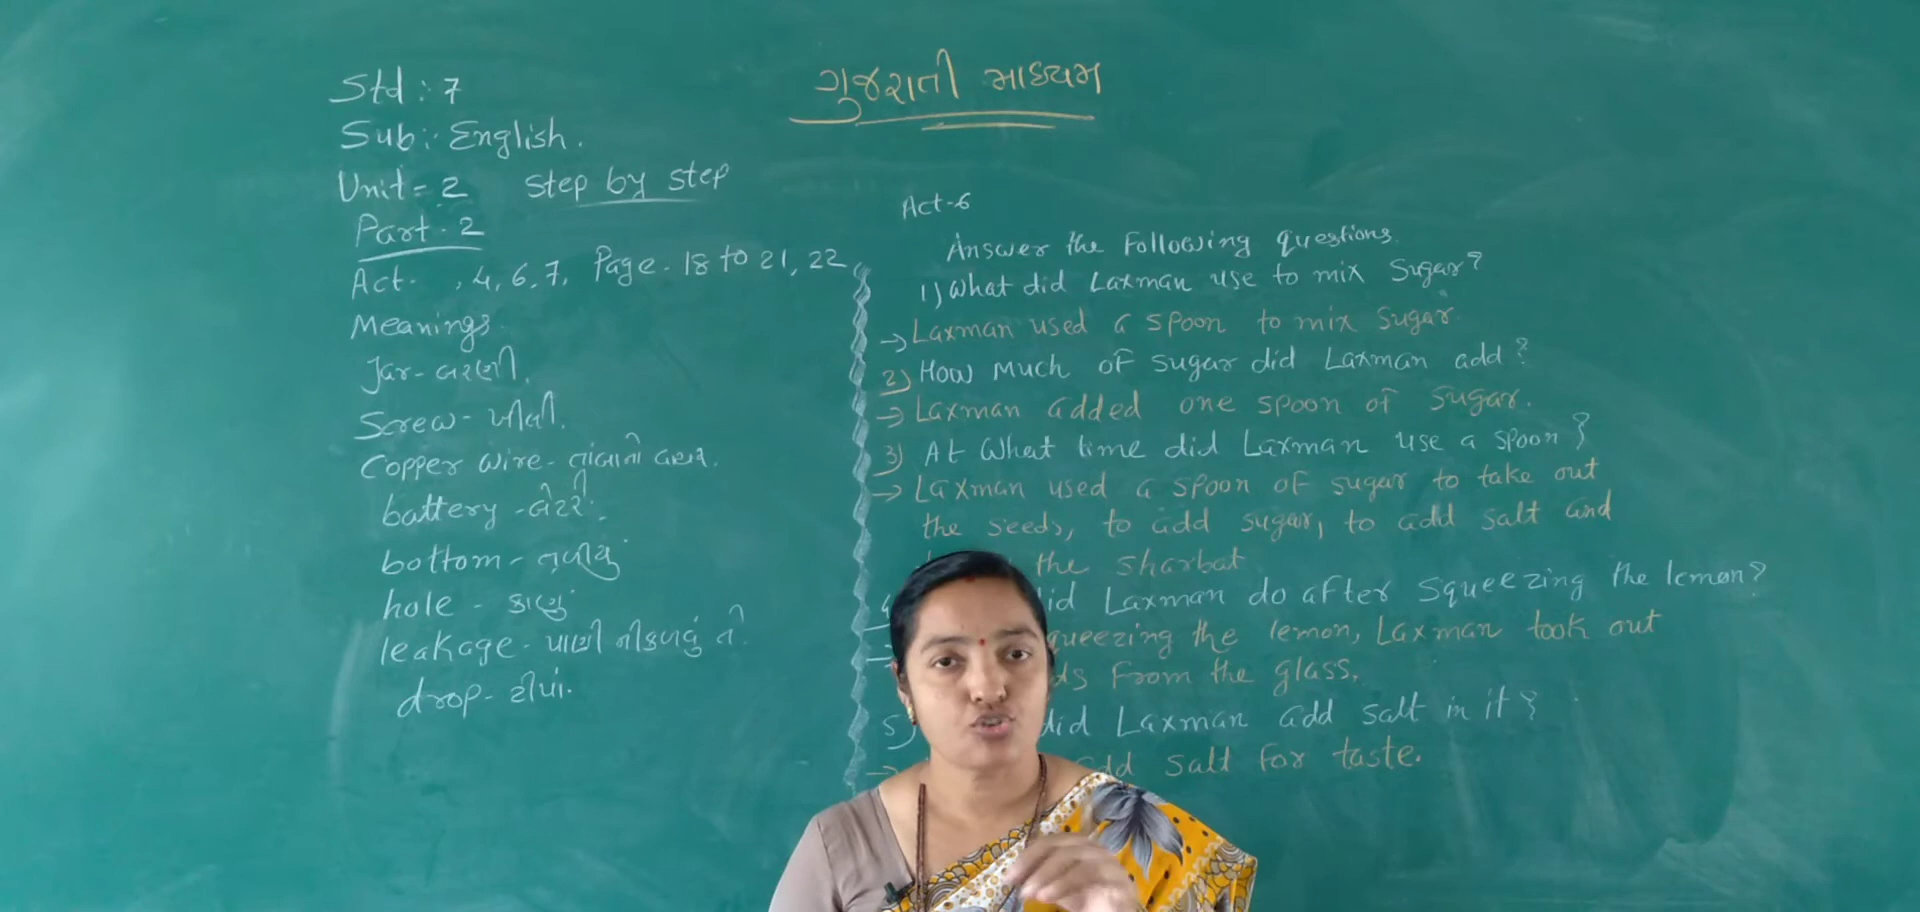 ગુજરાતી માધ્યમ
Std : 7
Sub : English.
Unit = 2 Step by step
Part - 2
Act. , 4, 6, 7, Page - 18 to 21, 22
Meanings.
Jar - બરણી.
Screw - ખીલી.
Copper wire - તાંબાનો વાયર.
battery - બેટરી.
bottom - તળીયું
hole - કાણું
leakage - પાણી નીકળવું તે.
drop - ટીપાં.
Act - 6
Answer the Following questions.
1) What did Laxman use to mix Sugar?
→ Laxman used a spoon to mix Sugar
2) How Much of sugar did Laxman add?
→ Laxman added one spoon of sugar.
3) At What time did Laxman use a spoon?
→ Laxman used a spoon of sugar to take out
the seeds, to add sugar, to add salt and
the sharbat
Laxman do after squeezing the lemon?
the lemon, Laxman took out
From the glass.
5) did Laxman add salt in it?
→ salt for taste.